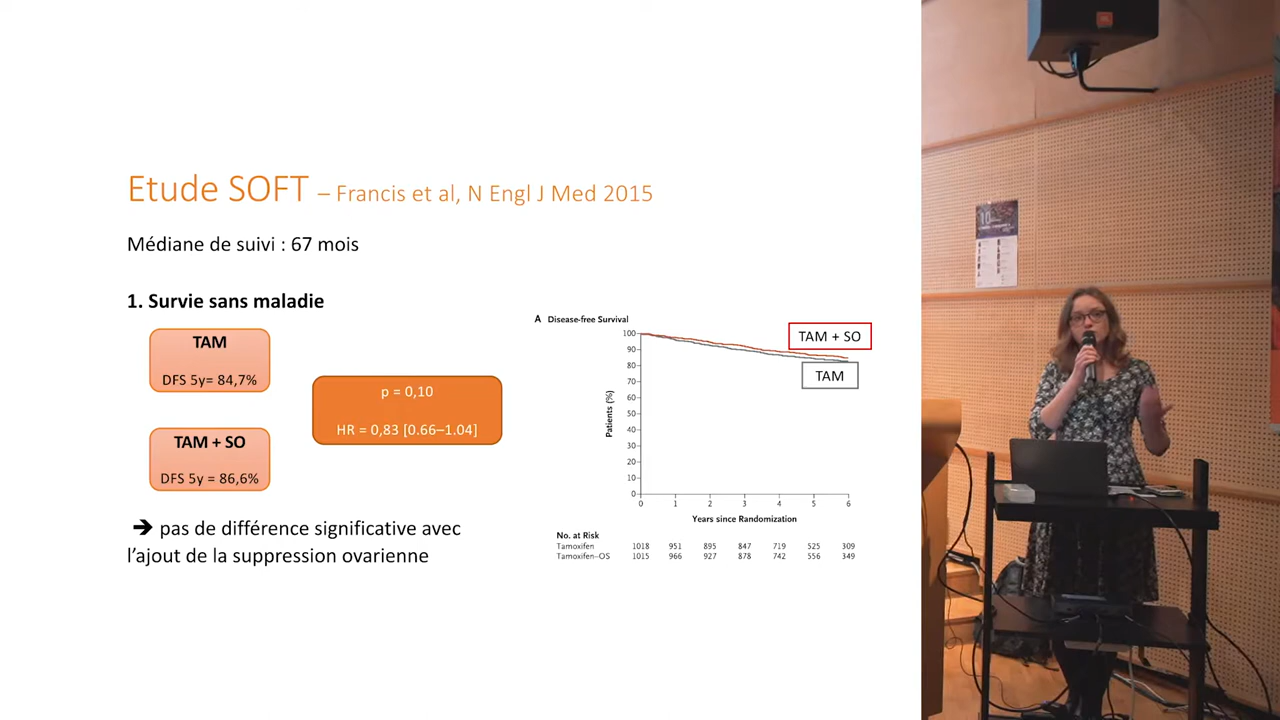 Etude SOFT – Francis et al, N Engl J Med 2015
Médiane de suivi : 67 mois
1. Survie sans maladie
TAM
DFS 5y= 84,7%
TAM + SO
DFS 5y = 86,6%
p = 0,10
HR = 0,83 [0.66–1.04]
➔ pas de différence significative avec
l’ajout de la suppression ovarienne
A Disease-free Survival
TAM + SO
TAM
Patients (%)
100
90
80
70
60
50
40
30
20
10
0
0 1 2 3 4 5 6
Years since Randomization
No. at Risk
Tamoxifen 1018 951 895 847 719 525 309
Tamoxifen–OS 1015 966 927 878 742 556 349
10